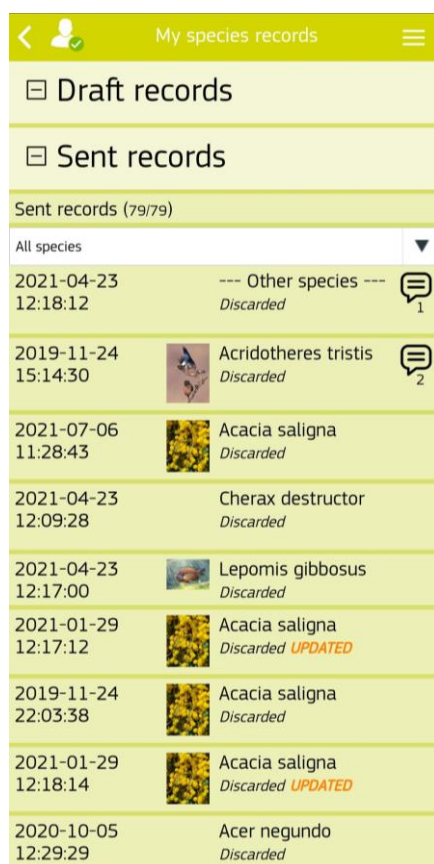 My species records
Draft records
Sent records
Sent records (79/79)
All species
2021-04-23 --- Other species ---
12:18:12 Discarded 1
2019-11-24 Acridotheres tristis
15:14:30 Discarded 2
2021-07-06 Acacia saligna
11:28:43 Discarded
2021-04-23 Cherax destructor
12:09:28 Discarded
2021-04-23 Lepomis gibbosus
12:17:00 Discarded
2021-01-29 Acacia saligna
12:17:12 Discarded UPDATED
2019-11-24 Acacia saligna
22:03:38 Discarded
2021-01-29 Acacia saligna
12:18:14 Discarded UPDATED
2020-10-05 Acer negundo
12:29:29 Discarded